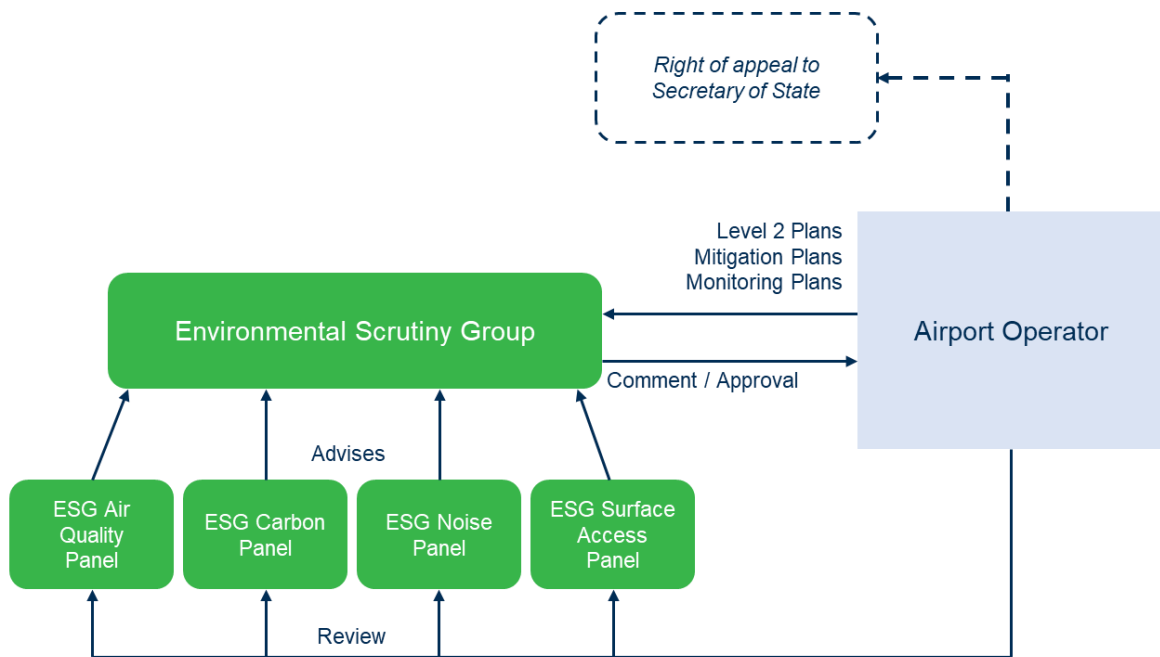 Right of appeal to
Secretary of State
Level 2 Plans
Mitigation Plans
Monitoring Plans
Environmental Scrutiny Group
Airport Operator
Comment / Approval
Advises
ESG Air
Quality
Panel
ESG Carbon
Panel
ESG Noise
Panel
ESG Surface
Access
Panel
Review